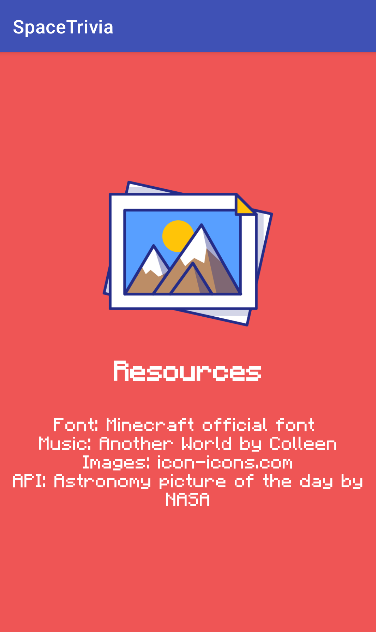 SpaceTrivia
Resources
Font: Minecraft official font
Music: Another World by Colleen
Images: icon-icons.com
API: Astronomy picture of the day by
NASA